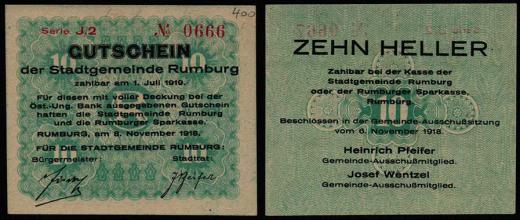 400
Serie J,2 № 0666
GUTSCHEIN
der Stadtgemeinde Rumburg
zahlbar am 1. Juli 1919.
Für diesen mit voller Deckung bei der
Öst.-Ung. Bank ausgegebenen Gutschein
haften die Stadtgemeinde Rumburg
und die Rumburger Sparkasse.
RUMBURG, am 8. November 1918.
FÜR DIE STADTGEMEINDE RUMBURG:
Bürgermeister: Stadtrat:
JPfeifer
ZEHN HELLER
Zahlbar bei der Kasse der
Stadtgemeinde Rumburg
oder der Rumburger Sparkasse,
Rumburg
Beschlossen in der Gemeinde-Ausschußsitzung
vom 6. November 1918.
Heinrich Pfeifer
Gemeinde-Ausschußmitglied.
Josef Wentzel
Gemeinde-Ausschußmitglied.